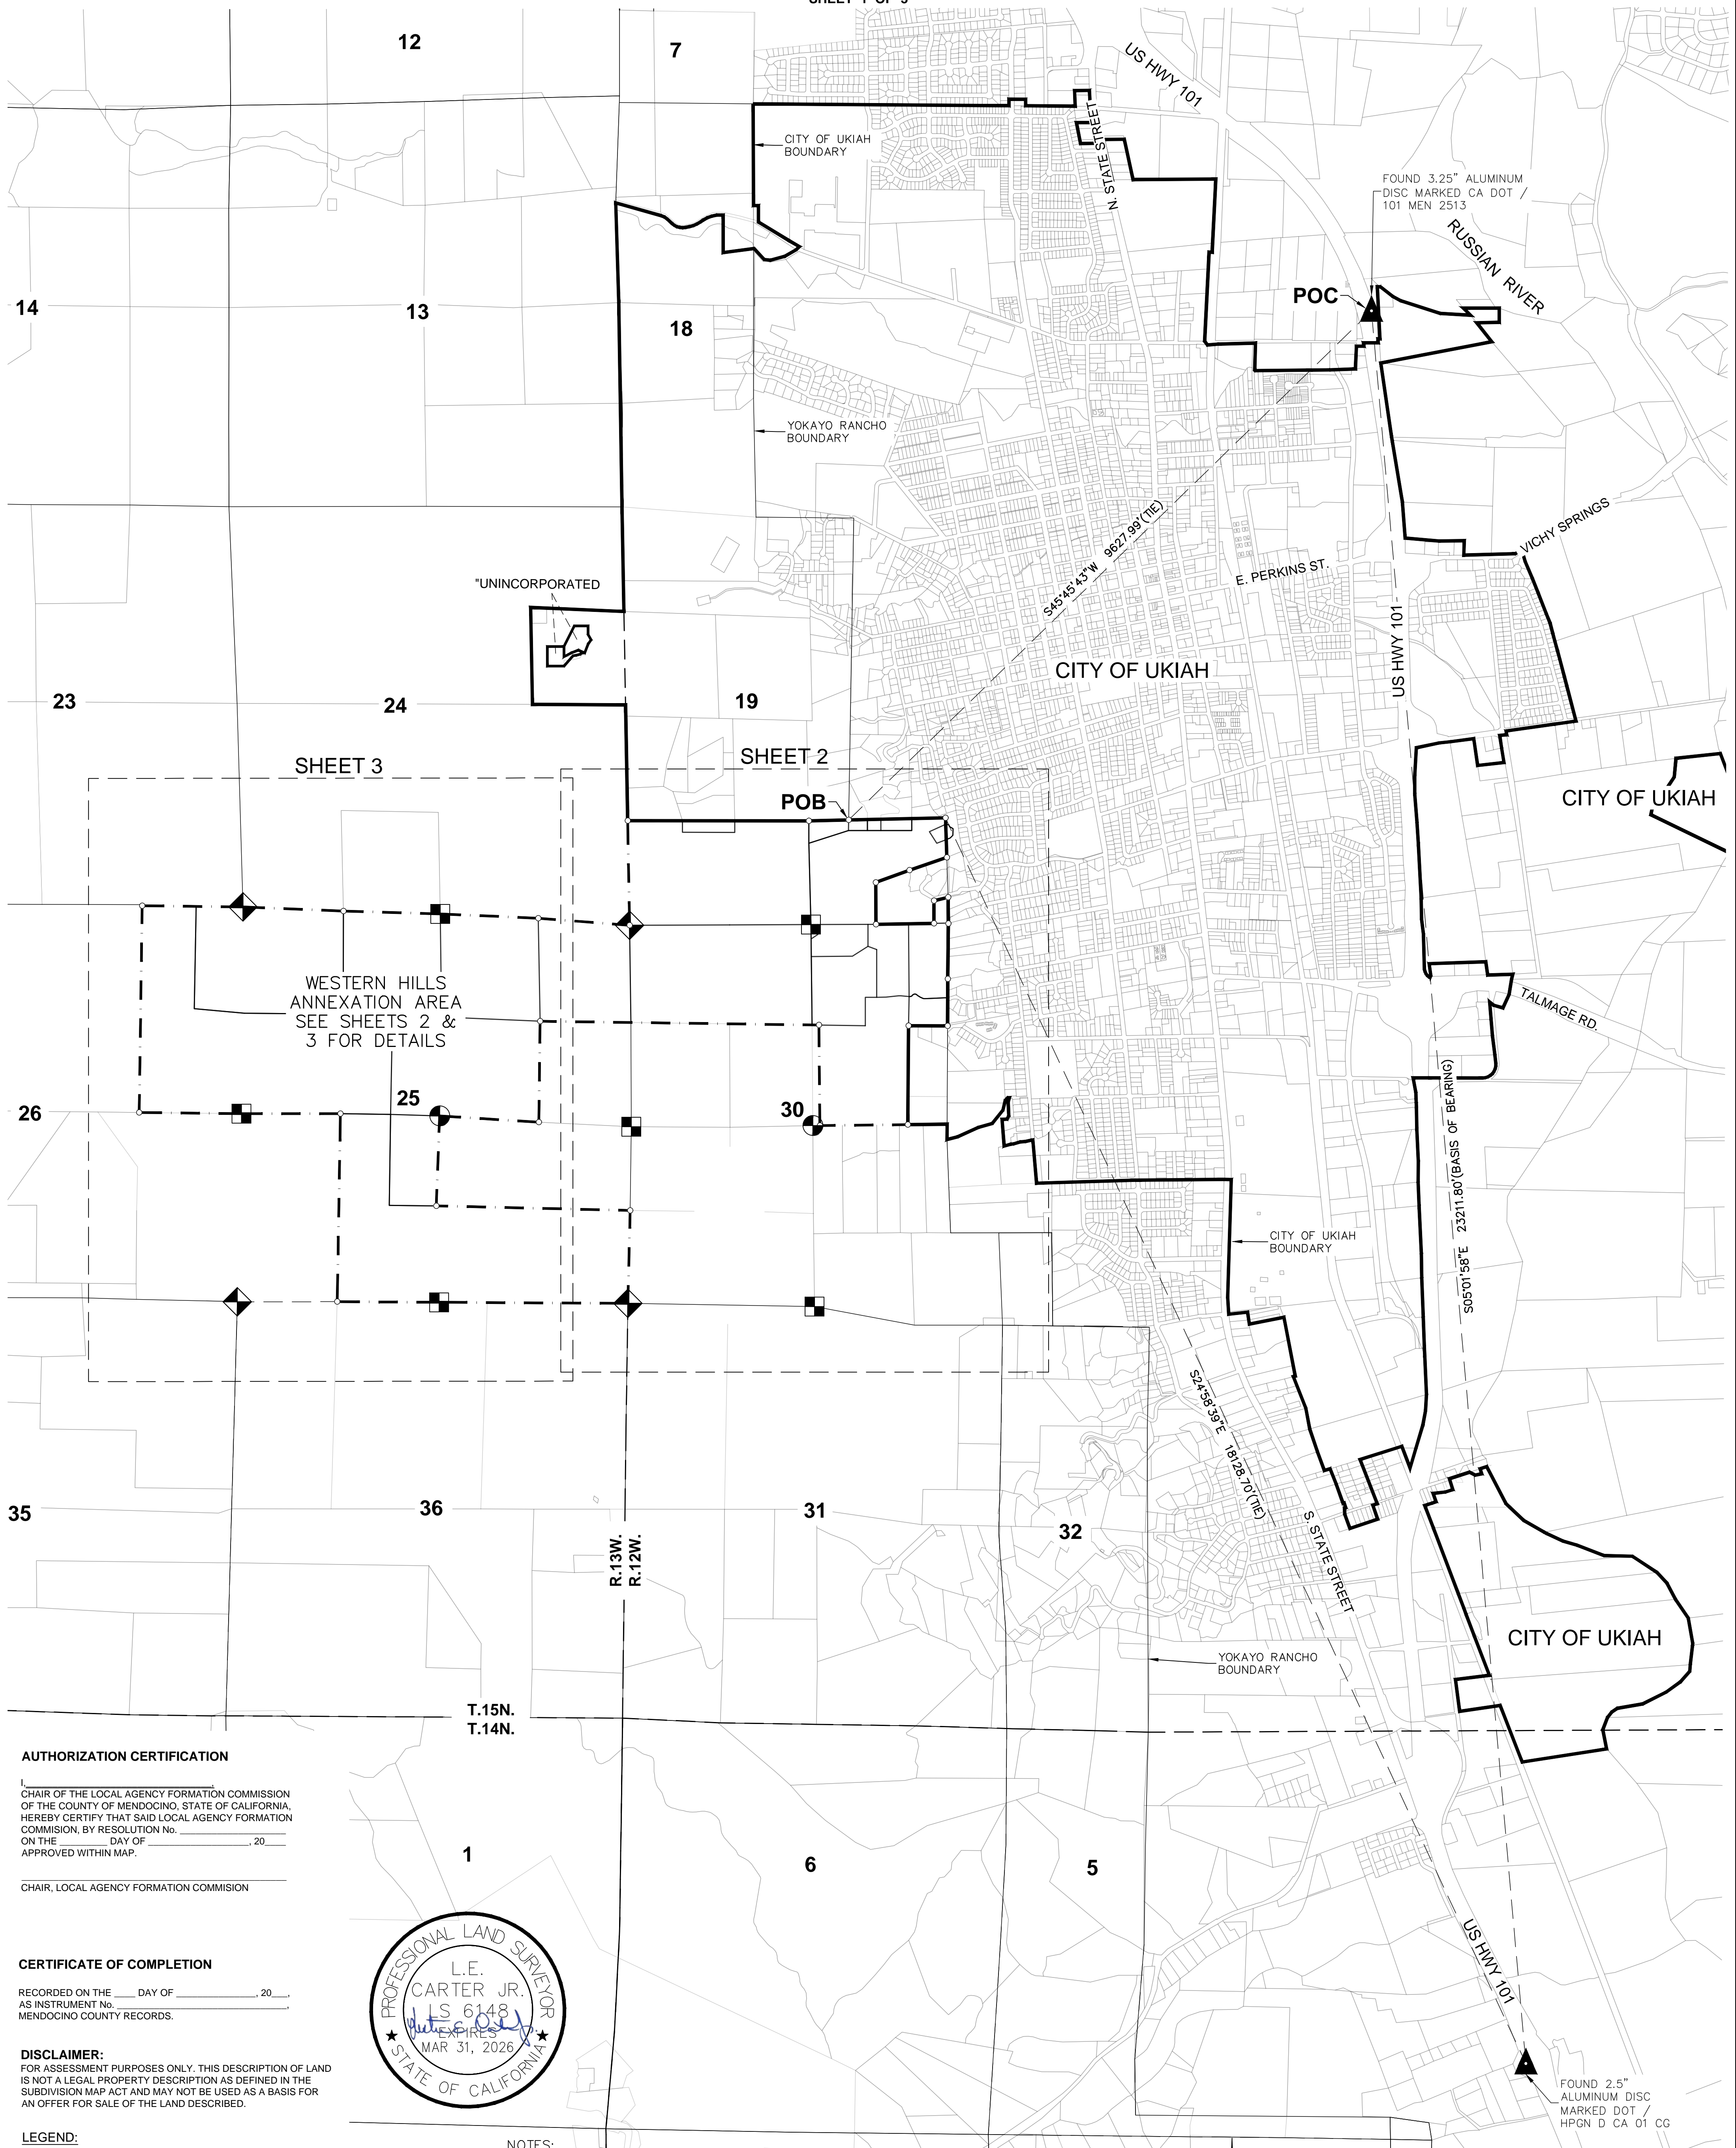 SHEET 1 OF 3
12
7
US HWY 101
CITY OF UKIAH
BOUNDARY
N. STATE STREET
FOUND 3.25" ALUMINUM
DISC MARKED CA DOT /
101 MEN 2513
RUSSIAN RIVER
POC
14
13
18
YOKAYO RANCHO
BOUNDARY
S45°45'43"W 9627.99'(TIE)
VICHY SPRINGS
E. PERKINS ST.
"UNINCORPORATED
US HWY 101
CITY OF UKIAH
23
24
19
SHEET 3
SHEET 2
POB
CITY OF UKIAH
WESTERN HILLS
ANNEXATION AREA
SEE SHEETS 2 &
3 FOR DETAILS
TALMAGE RD.
26
25
30
S05°01'58"E 23211.80'(BASIS OF BEARING)
CITY OF UKIAH
BOUNDARY
S24°58'39"E 18128.70'(TIE)
35
36
31
32
R.13W.
R.12W.
S. STATE STREET
CITY OF UKIAH
YOKAYO RANCHO
BOUNDARY
T.15N.
T.14N.
AUTHORIZATION CERTIFICATION
I,
CHAIR OF THE LOCAL AGENCY FORMATION COMMISSION
OF THE COUNTY OF MENDOCINO, STATE OF CALIFORNIA,
HEREBY CERTIFY THAT SAID LOCAL AGENCY FORMATION
COMMISION, BY RESOLUTION No. ____________________
ON THE _________ DAY OF ___________________, 20____
APPROVED WITHIN MAP.
CHAIR, LOCAL AGENCY FORMATION COMMISION
1
6
5
CERTIFICATE OF COMPLETION
RECORDED ON THE ____ DAY OF _______________, 20___,
AS INSTRUMENT No. ________________________________,
MENDOCINO COUNTY RECORDS.
PROFESSIONAL LAND SURVEYOR
L.E.
CARTER JR.
LS 6148
EXPIRES
MAR 31, 2026
STATE OF CALIFORNIA
US HWY 101
DISCLAIMER:
FOR ASSESSMENT PURPOSES ONLY. THIS DESCRIPTION OF LAND
IS NOT A LEGAL PROPERTY DESCRIPTION AS DEFINED IN THE
SUBDIVISION MAP ACT AND MAY NOT BE USED AS A BASIS FOR
AN OFFER FOR SALE OF THE LAND DESCRIBED.
FOUND 2.5"
ALUMINUM DISC
MARKED DOT /
HPGN D CA 01 CG
LEGEND:
NOTES: